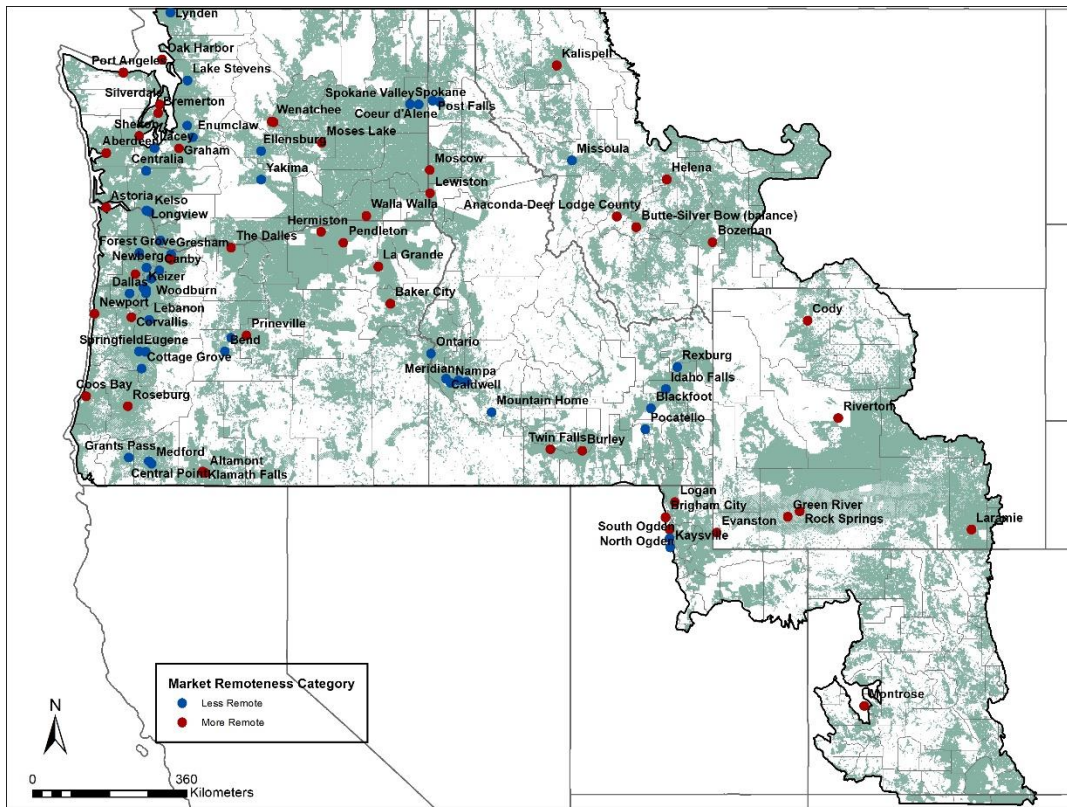 Lynden
Oak Harbor
Port Angeles
Kalispell
Lake Stevens
Silverdale
Spokane Valley
Spokane
Bremerton
Post Falls
Coeur d'Alene
Wenatchee
Shelton
Enumclaw
Moses Lake
Lacey
Aberdeen
Graham
Ellensburg
Centralia
Missoula
Moscow
Helena
Yakima
Lewiston
Astoria
Kelso
Walla Walla
Anaconda-Deer Lodge County
Longview
Butte-Silver Bow (balance)
Hermiston
Bozeman
Pendleton
The Dalles
Forest Grove
Gresham
Newberg
Canby
La Grande
Keizer
Dallas
Woodburn
Baker City
Newport
Lebanon
Cody
Corvallis
Prineville
Springfield
Eugene
Bend
Ontario
Cottage Grove
Rexburg
Meridian
Nampa
Idaho Falls
Caldwell
Coos Bay
Blackfoot
Roseburg
Mountain Home
Riverton
Pocatello
Grants Pass
Medford
Twin Falls
Burley
Altamont
Central Point
Klamath Falls
Logan
Brigham City
Green River
Evanston
Rock Springs
Laramie
South Ogden
Kaysville
North Ogden
Market Remoteness Category
Less Remote
More Remote
Montrose
N
0
360
Kilometers